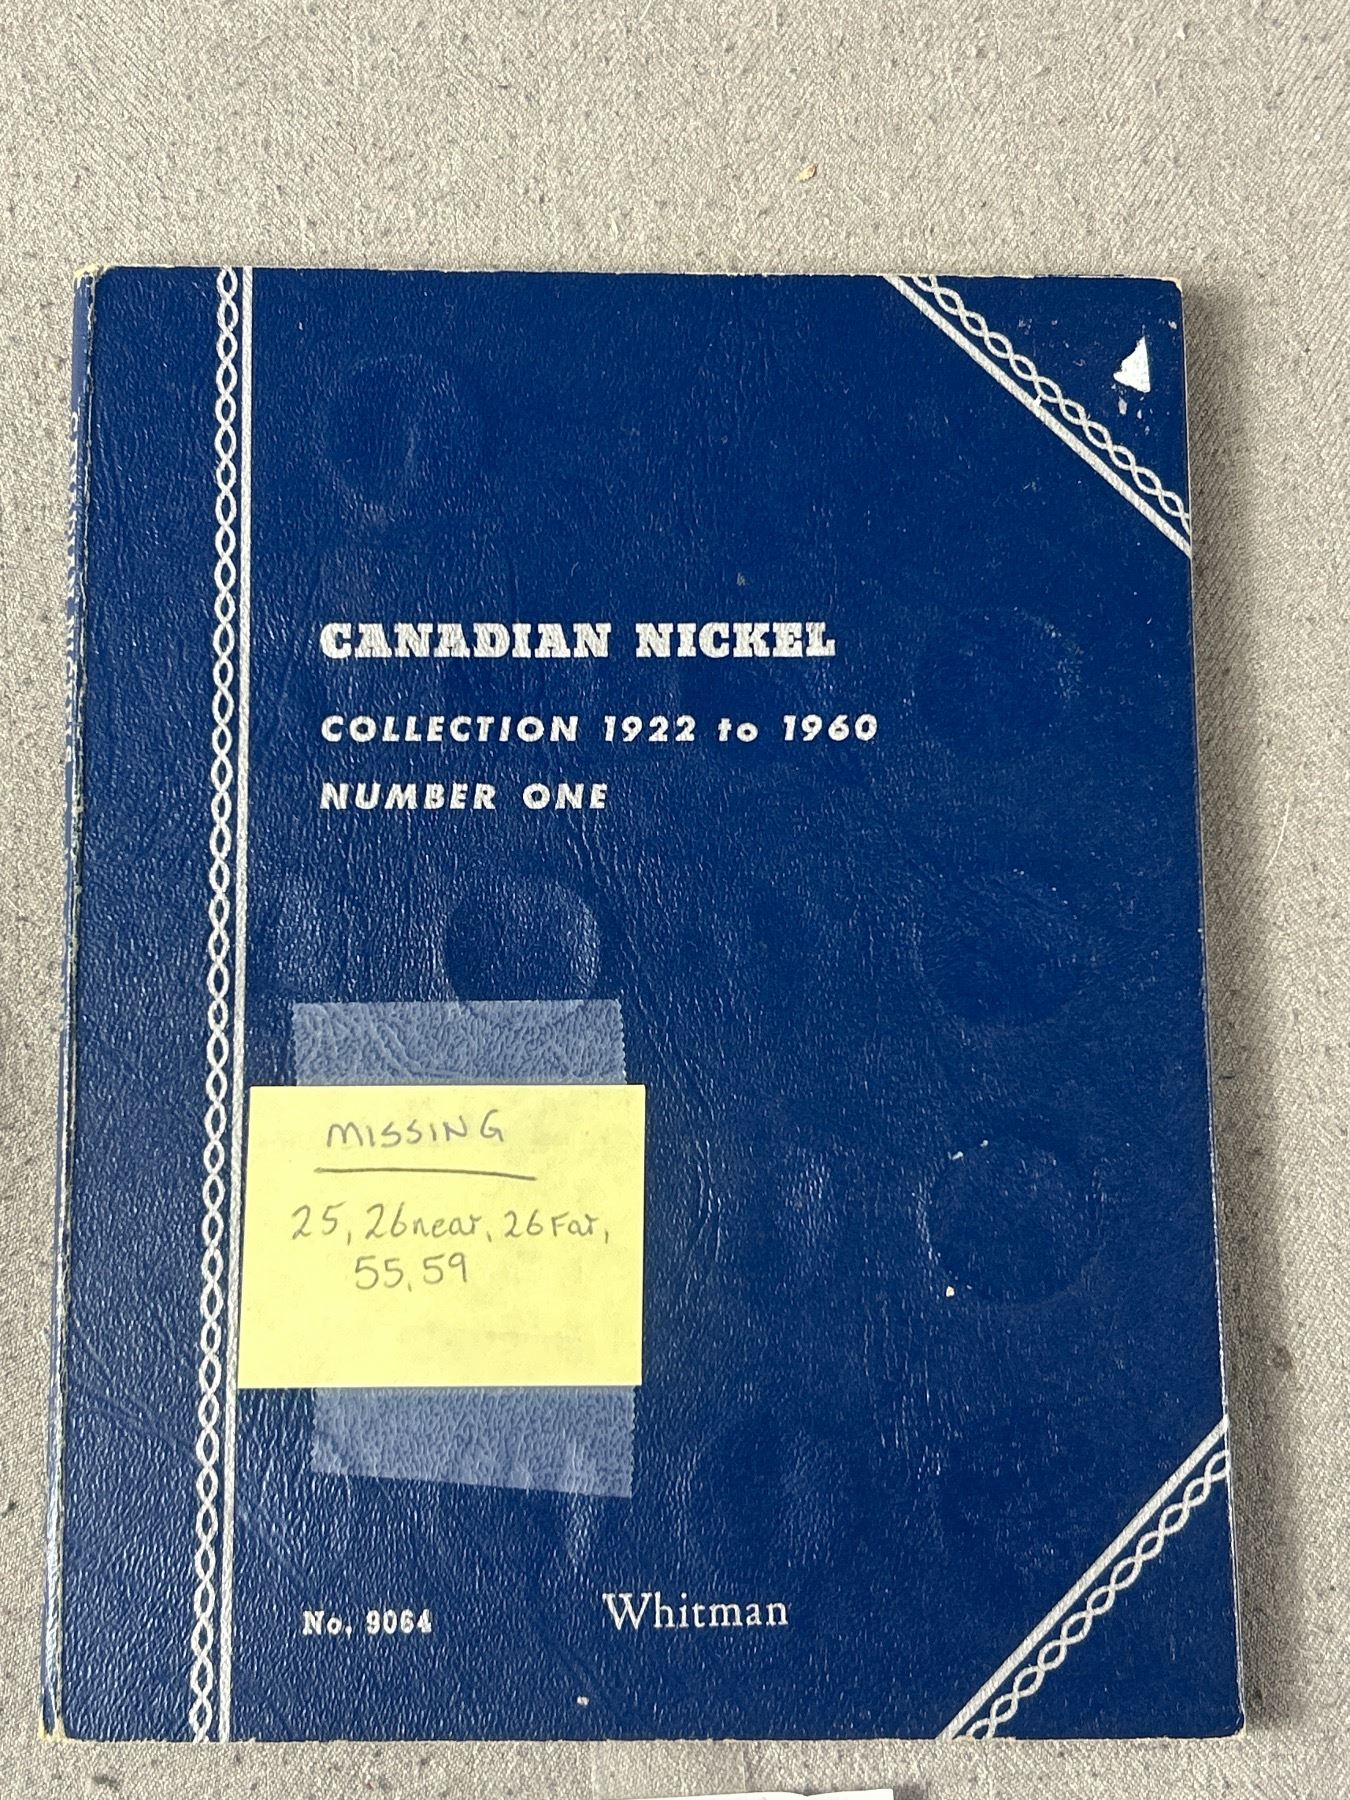 CANADIAN NICKEL
COLLECTION 1922 to 1960
NUMBER ONE
MISSING
25, 26near, 26Far,
55, 59
No. 9064
Whitman